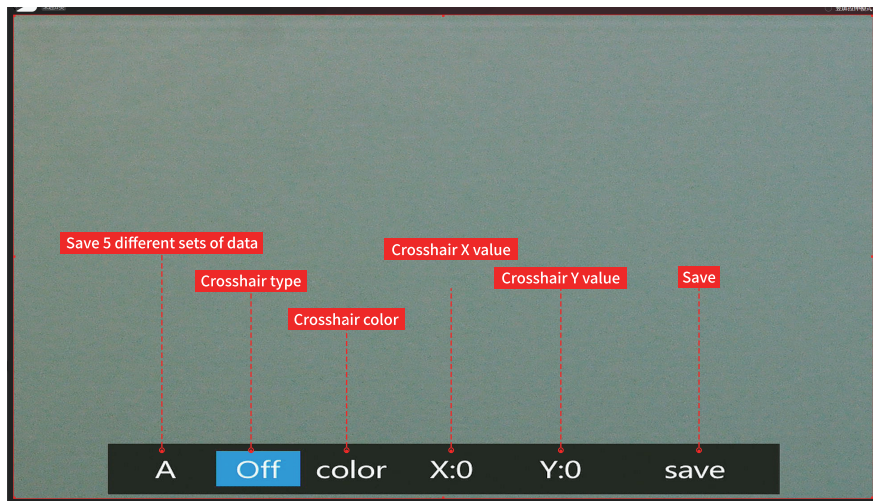 Save 5 different sets of data
Crosshair X value
Crosshair type
Crosshair Y value
Save
Crosshair color
A
Off
color
X:0
Y:0
save